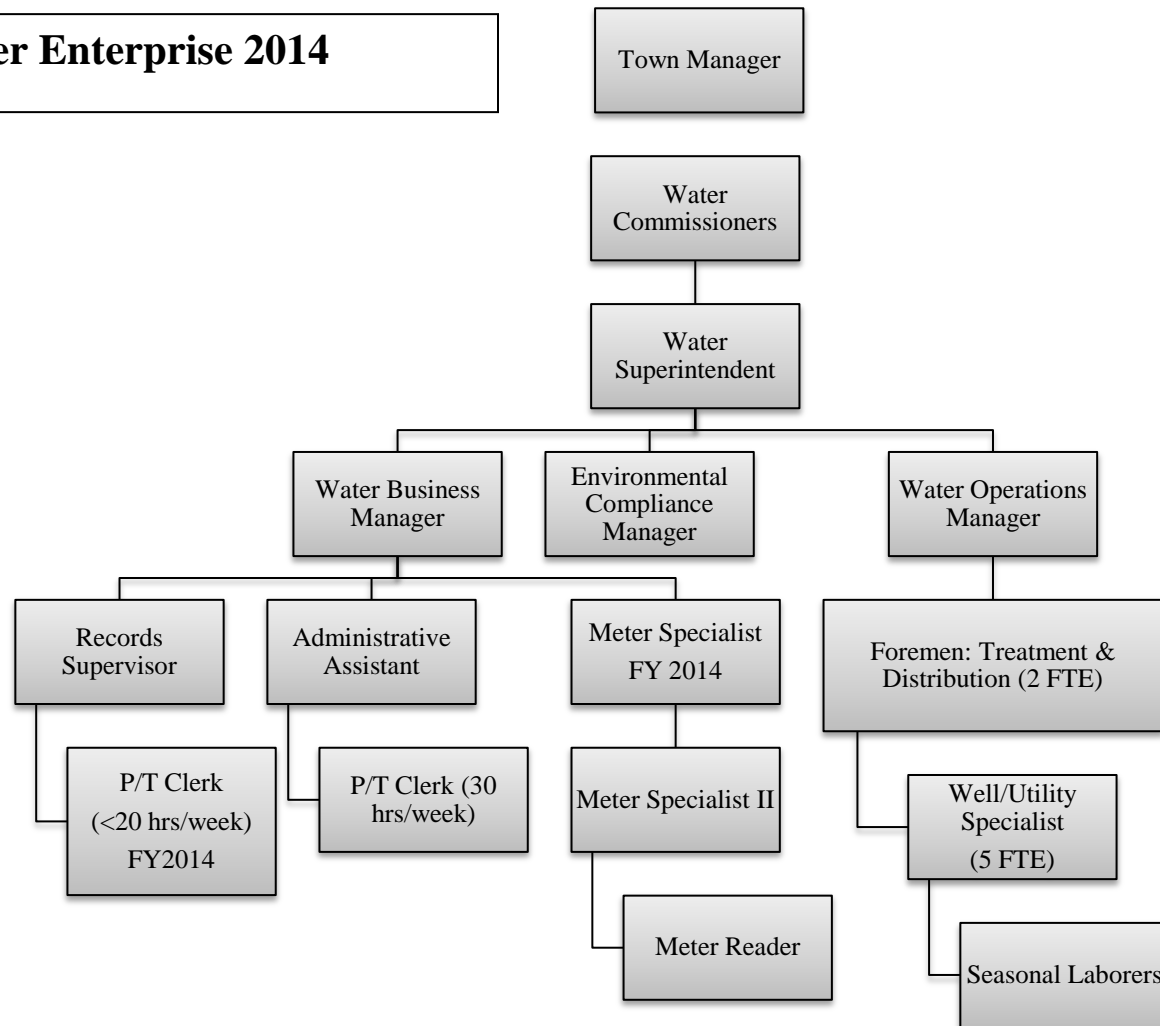 Enterprise 2014
Town Manager
Water
Commissioners
Water
Superintendent
Water Business
Manager
Environmental
Compliance
Manager
Water Operations
Manager
Records
Supervisor
Administrative
Assistant
Meter Specialist
FY 2014
Foremen: Treatment &
Distribution (2 FTE)
P/T Clerk
(<20 hrs/week)
FY2014
P/T Clerk (30
hrs/week)
Meter Specialist II
Well/Utility
Specialist
(5 FTE)
Meter Reader
Seasonal Laborers